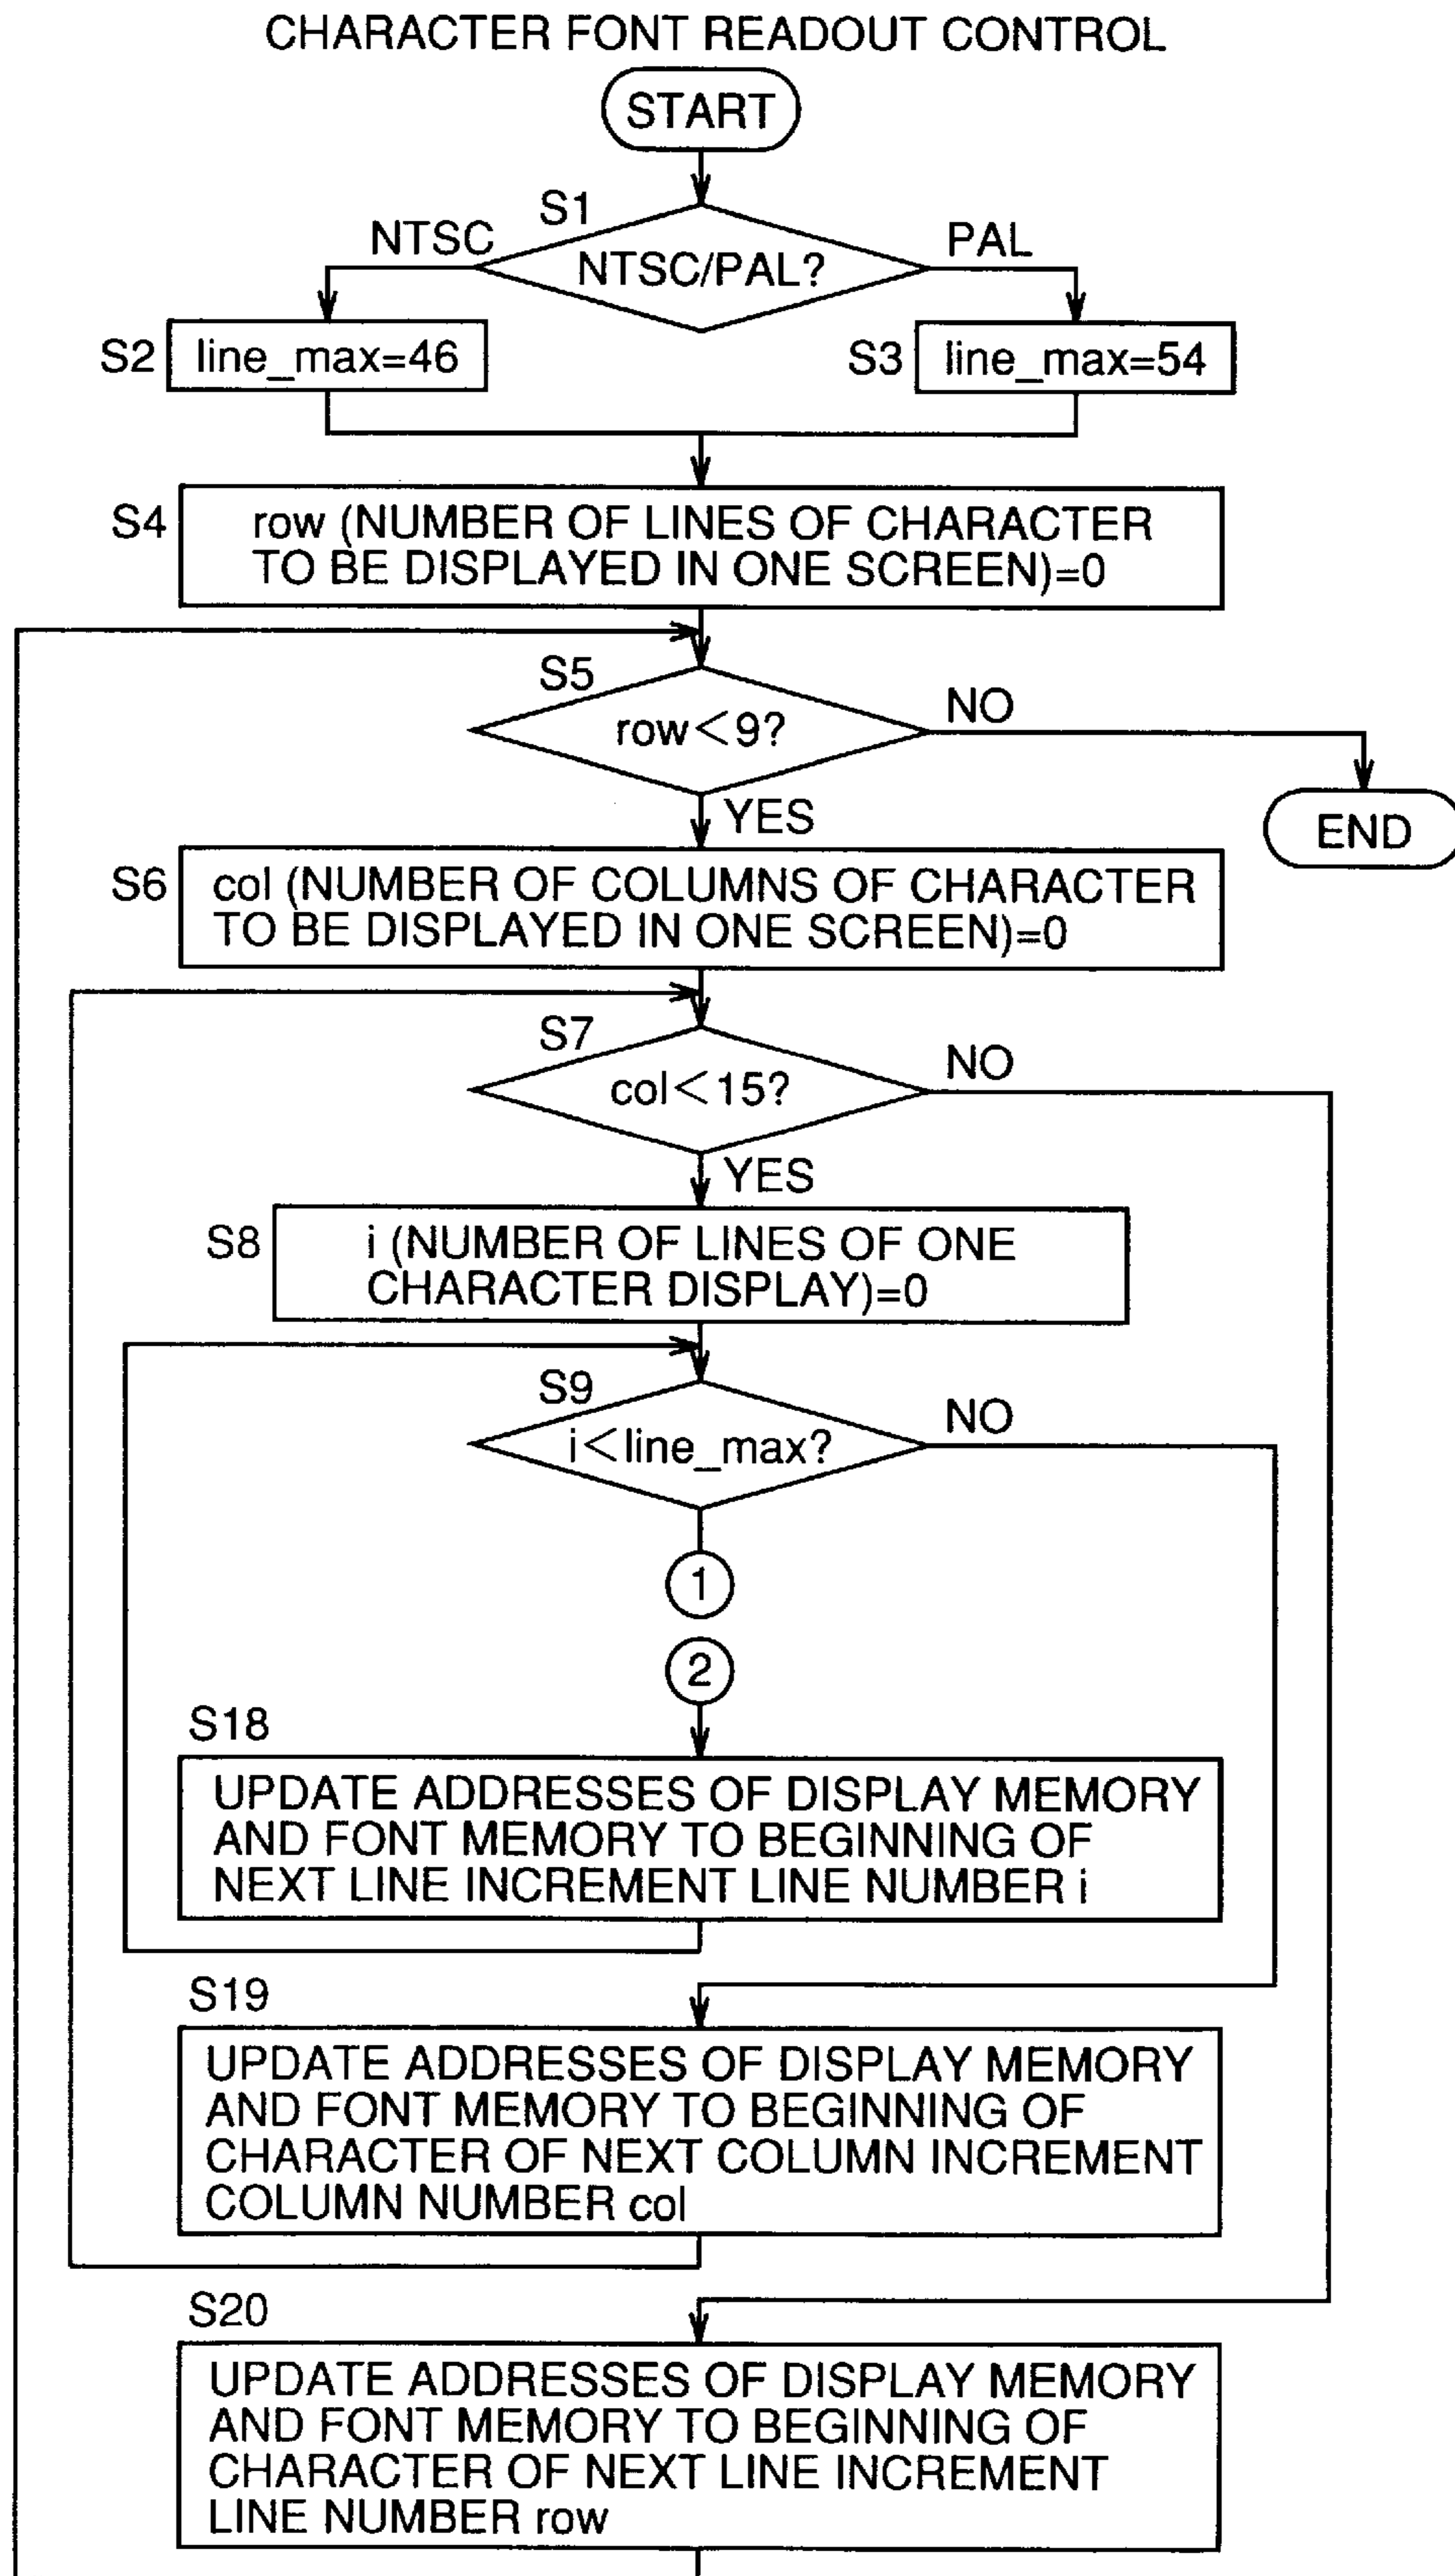 CHARACTER FONT READOUT CONTROL
START
S1
NTSC
NTSC/PAL?
PAL
S2
line_max=46
S3
line_max=54
S4
row (NUMBER OF LINES OF CHARACTER
TO BE DISPLAYED IN ONE SCREEN)=0
S5
row<9?
NO
YES
END
S6
col (NUMBER OF COLUMNS OF CHARACTER
TO BE DISPLAYED IN ONE SCREEN)=0
S7
col<15?
NO
YES
S8
i (NUMBER OF LINES OF ONE
CHARACTER DISPLAY)=0
S9
i<line_max?
NO
1
2
S18
UPDATE ADDRESSES OF DISPLAY MEMORY
AND FONT MEMORY TO BEGINNING OF
NEXT LINE INCREMENT LINE NUMBER i
S19
UPDATE ADDRESSES OF DISPLAY MEMORY
AND FONT MEMORY TO BEGINNING OF
CHARACTER OF NEXT COLUMN INCREMENT
COLUMN NUMBER col
S20
UPDATE ADDRESSES OF DISPLAY MEMORY
AND FONT MEMORY TO BEGINNING OF
CHARACTER OF NEXT LINE INCREMENT
LINE NUMBER row